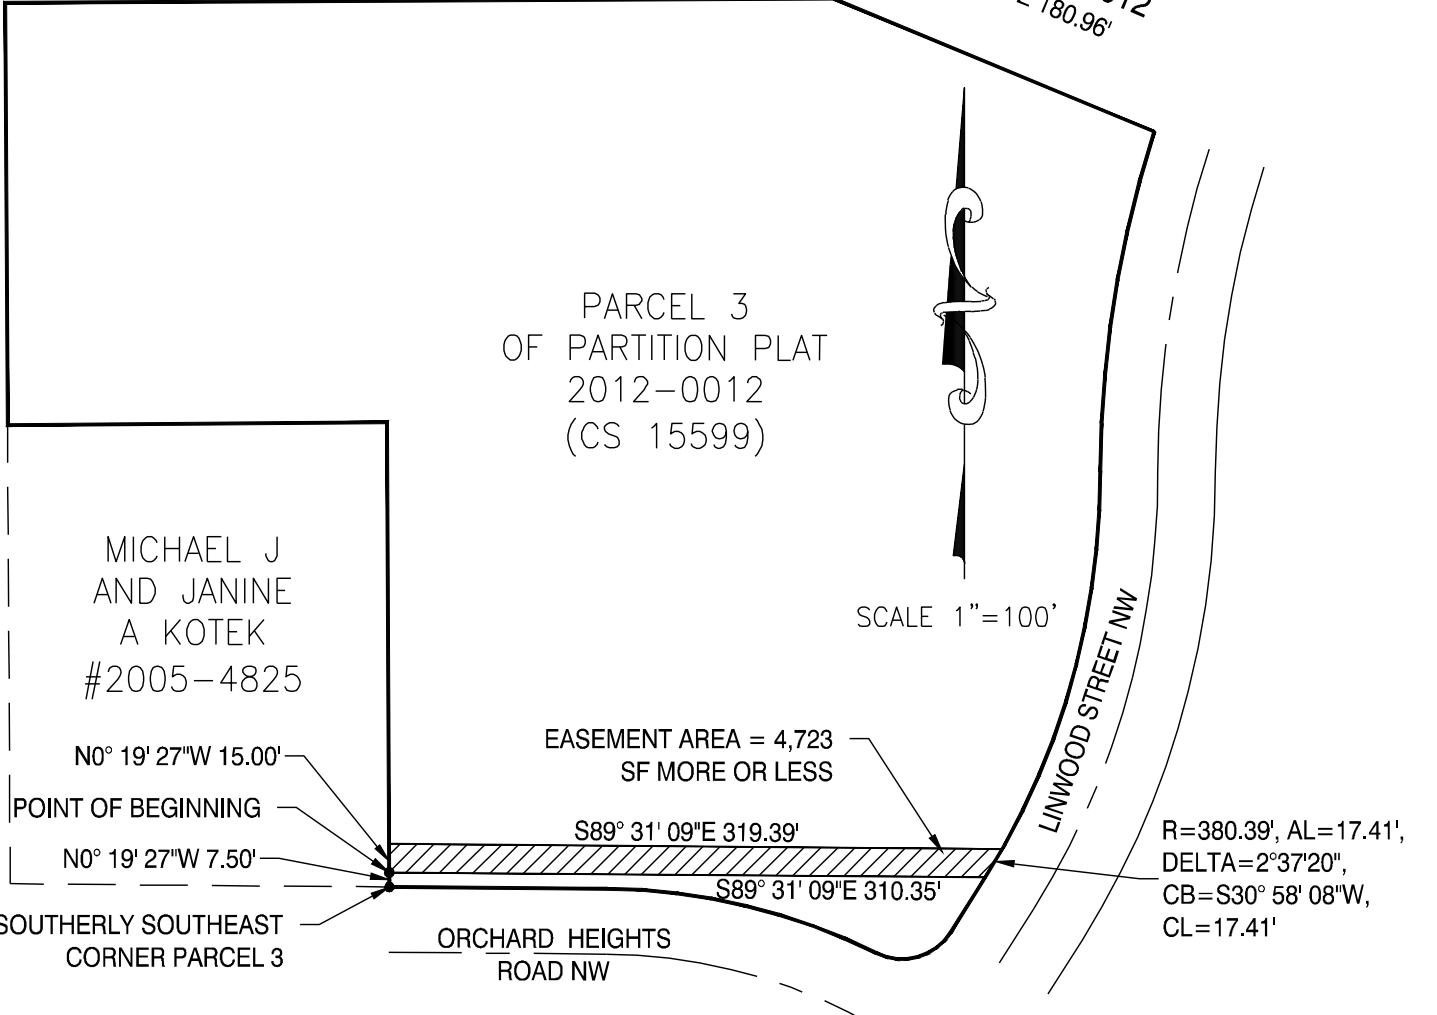 180.96'
PARCEL 3
OF PARTITION PLAT
2012-0012
(CS 15599)
MICHAEL J
AND JANINE
A KOTEK
#2005-4825
SCALE 1"=100'
LINWOOD STREET NW
N0° 19' 27"W 15.00'
POINT OF BEGINNING
N0° 19' 27"W 7.50'
SOUTHERLY SOUTHEAST
CORNER PARCEL 3
EASEMENT AREA = 4,723
SF MORE OR LESS
S89° 31' 09"E 319.39'
S89° 31' 09"E 310.35'
R=380.39', AL=17.41',
DELTA=2°37'20",
CB=S30° 58' 08"W,
CL=17.41'
ORCHARD HEIGHTS
ROAD NW